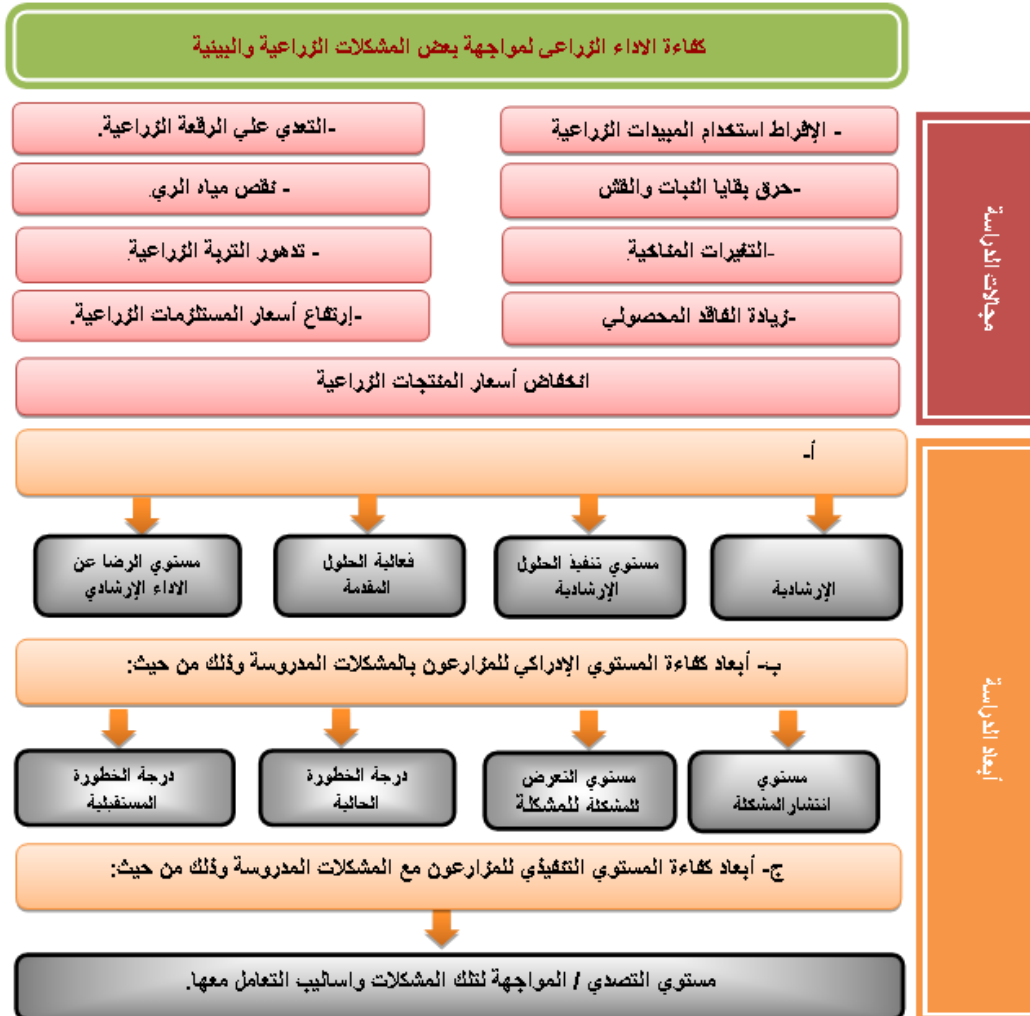 كفاءة الاداء الزراعى لمواجهة بعض المشكلات الزراعية والبينية
مجالات الدراسة
- الإفراط استخدام المبيدات الزراعية
-التعدي علي الرقعة الزراعية.
-حرق بقايا النبات والقش
- نقص مياه الري.
-التغيرات المناخية.
- تدهور التربة الزراعية.
-زيادة الفاقد المحصولي
-إرتفاع أسعار المستلزمات الزراعية.
انخفاض أسعار المنتجات الزراعية
أبعاد الدراسة
أ-
الإرشادية
مستوي تنفيذ الحلول
الإرشادية
فعالية الحلول
المقدمة
مستوي الرضا عن
الاداء الإرشادي
ب- أبعاد كفاءة المستوي الإدراكي للمزارعون بالمشكلات المدروسة وذلك من حيث:
مستوي
انتشار المشكلة
مستوي التعرض
للمشكلة للمشكلة
درجة الخطورة
الحالية
درجة الخطورة
المستقبلية
ج- أبعاد كفاءة المستوي التنفيذي للمزارعون مع المشكلات المدروسة وذلك من حيث:
مستوي التصدي / المواجهة لتلك المشكلات واساليب التعامل معها.